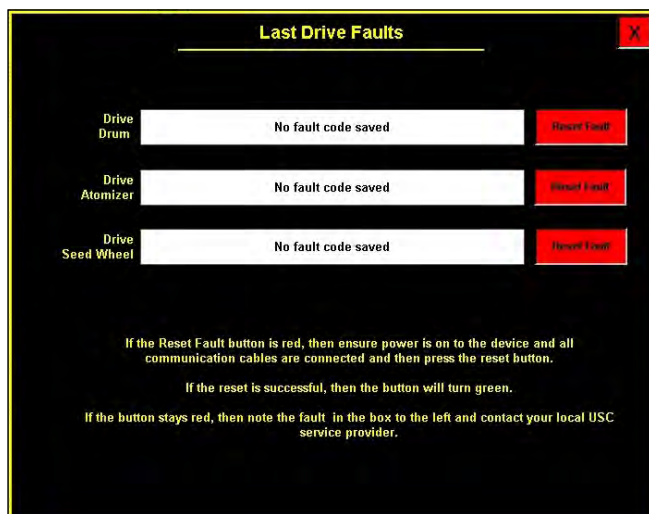 Last Drive Faults
X
Drive
Drum
No fault code saved
Reset Fault
Drive
Atomizer
No fault code saved
Reset Fault
Drive
Seed Wheel
No fault code saved
Reset Fault
If the Reset Fault button is red, then ensure power is on to the device and all
communication cables are connected and then press the reset button.
If the reset is successful, then the button will turn green.
If the button stays red, then note the fault in the box to the left and contact your local USC
service provider.